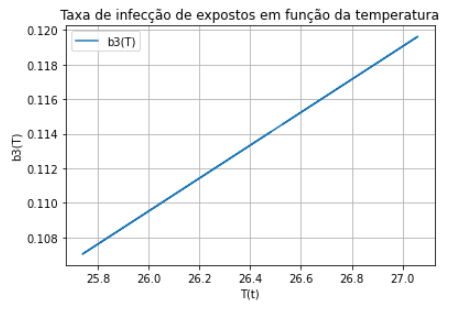 Taxa de infecção de expostos em função da temperatura
b3(T)
b3(T)
0.120
0.118
0.116
0.114
0.112
0.110
0.108
25.8 26.0 26.2 26.4 26.6 26.8 27.0
T(t)